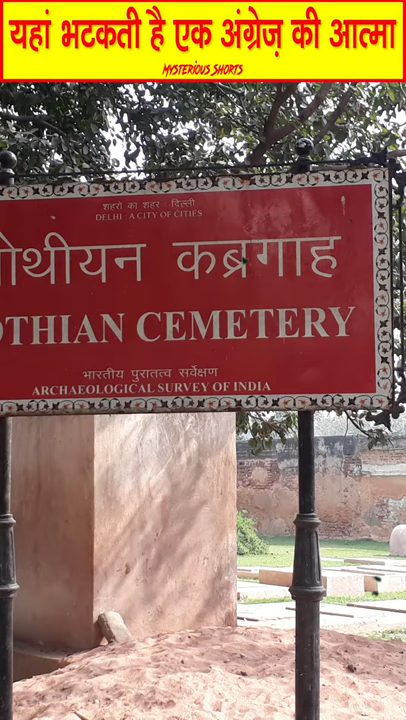 यहां भटकती है एक अंग्रेज़ की आत्मा
MYSTERIOUS SHORTS
शहरों का शहर दिल्ली
DELHI A CITY OF CITIES
ोथीयन कब्रगाह
OTHIAN CEMETERY
भारतीय पुरातत्व सर्वेक्षण
ARCHAEOLOGICAL SURVEY OF INDIA